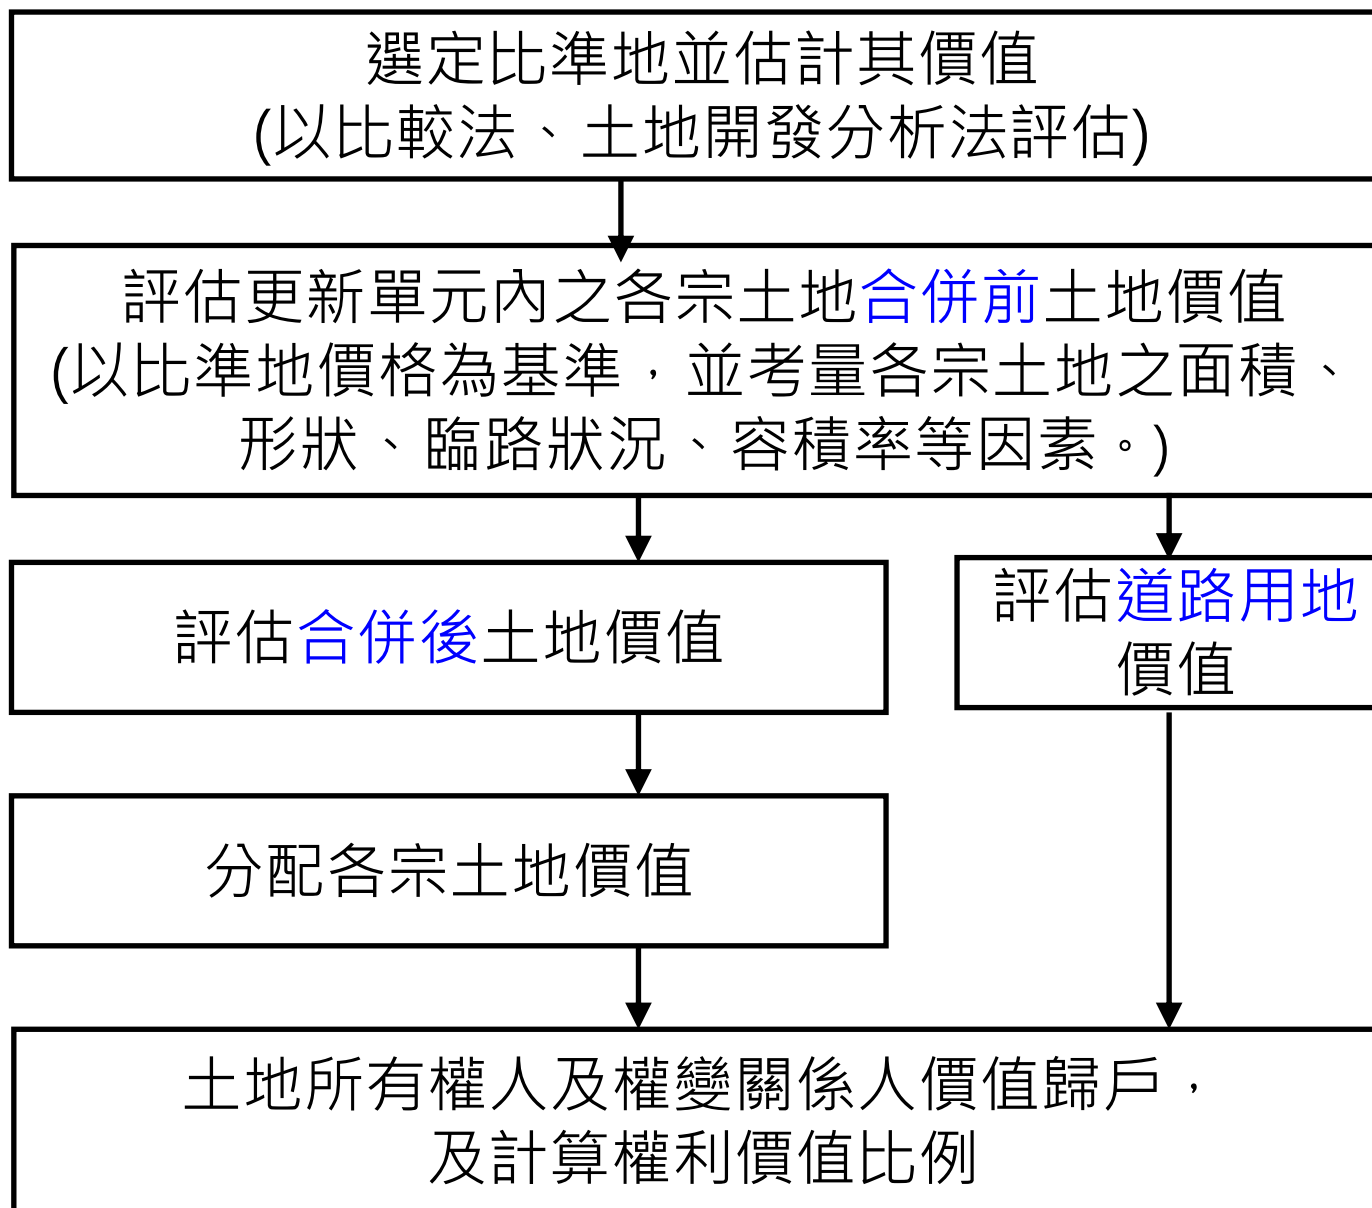 選定比準地並估計其價值
(以比較法、土地開發分析法評估)
評估更新單元內之各宗土地合併前土地價值
(以比準地價格為基準，並考量各宗土地之面積、
形狀、臨路狀況、容積率等因素。)
評估合併後土地價值
評估道路用地
價值
分配各宗土地價值
土地所有權人及權變關係人價值歸戶，
及計算權利價值比例